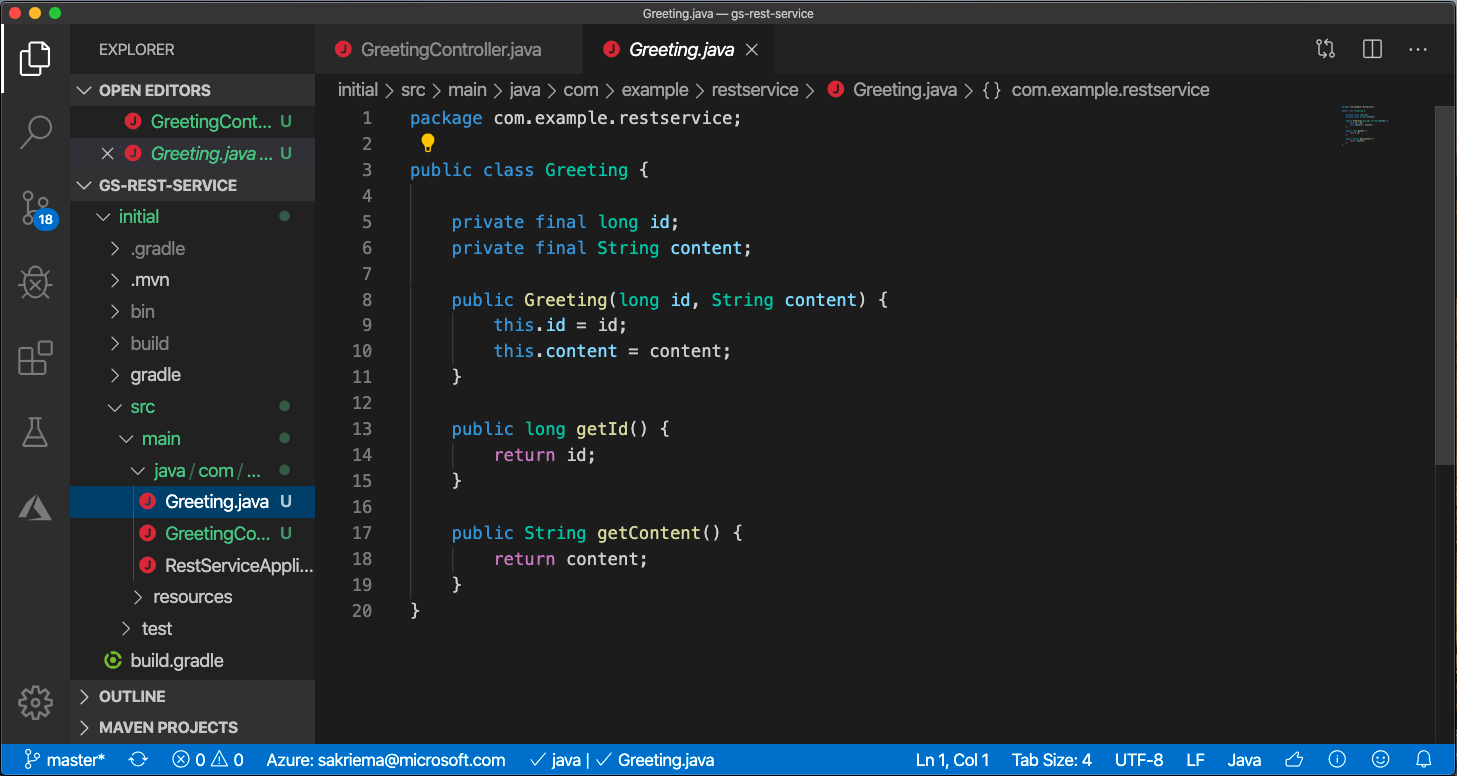 Greeting.java — gs-rest-service
EXPLORER
GreetingController.java
Greeting.java
OPEN EDITORS
GreetingCont... U
Greeting.java ... U
GS-REST-SERVICE
initial
.gradle
.mvn
bin
build
gradle
src
main
java / com / ...
Greeting.java U
GreetingCo... U
RestServiceAppli...
resources
test
build.gradle
OUTLINE
MAVEN PROJECTS
18
initial > src > main > java > com > example > restservice > Greeting.java > {} com.example.restservice
1 package com.example.restservice;
2
3 public class Greeting {
4
5 private final long id;
6 private final String content;
7
8 public Greeting(long id, String content) {
9 this.id = id;
10 this.content = content;
11 }
12
13 public long getId() {
14 return id;
15 }
16
17 public String getContent() {
18 return content;
19 }
20 }
master* 0 0 Azure: sakriema@microsoft.com ✓ java | ✓ Greeting.java Ln 1, Col 1 Tab Size: 4 UTF-8 LF Java